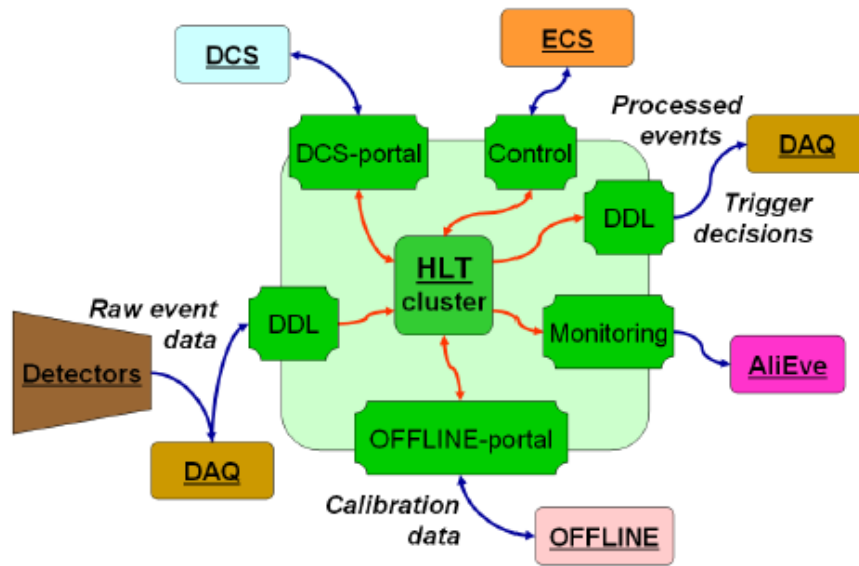 DCS
ECS
Processed
events
DAQ
DCS-portal
Control
DDL
Trigger
decisions
HLT
cluster
Raw event
data
DDL
Monitoring
Detectors
AliEve
DAQ
OFFLINE-portal
Calibration
data
OFFLINE